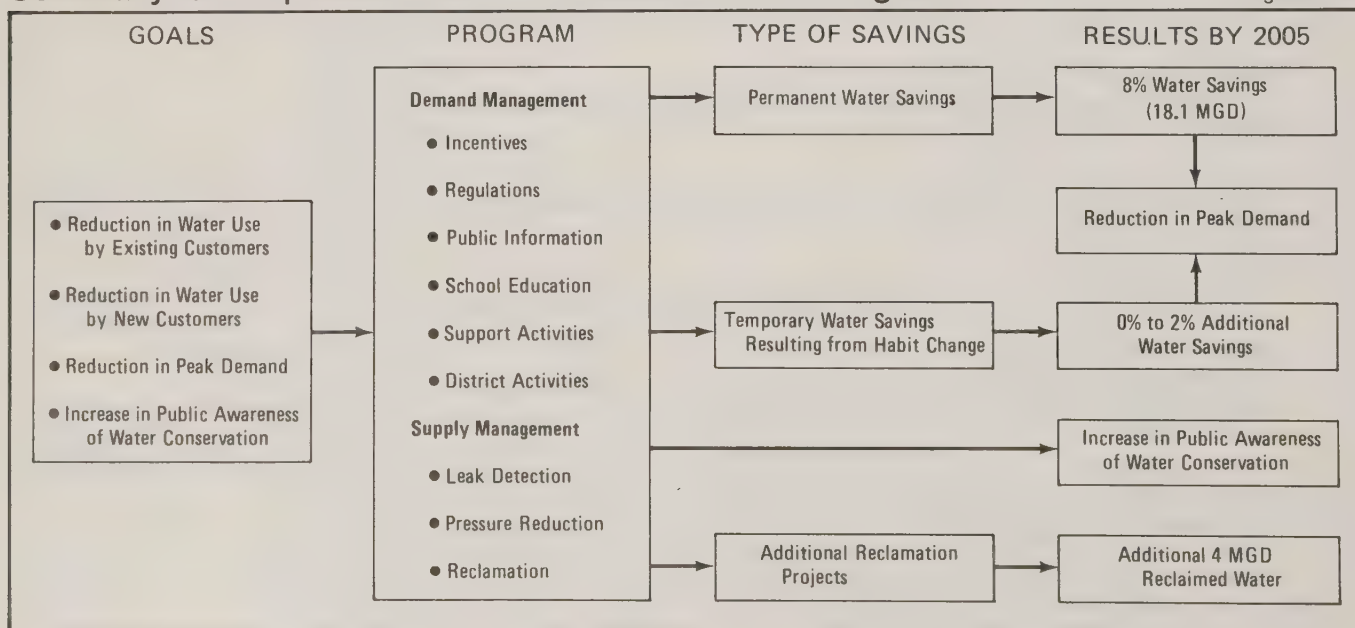 GOALS
PROGRAM
TYPE OF SAVINGS
RESULTS BY 2005
• Reduction in Water Use
by Existing Customers
• Reduction in Water Use
by New Customers
• Reduction in Peak Demand
• Increase in Public Awareness
of Water Conservation
Demand Management
• Incentives
• Regulations
• Public Information
• School Education
• Support Activities
• District Activities
Supply Management
• Leak Detection
• Pressure Reduction
• Reclamation
Permanent Water Savings
Temporary Water Savings
Resulting from Habit Change
Additional Reclamation
Projects
8% Water Savings
(18.1 MGD)
Reduction in Peak Demand
0% to 2% Additional
Water Savings
Increase in Public Awareness
of Water Conservation
Additional 4 MGD
Reclaimed Water